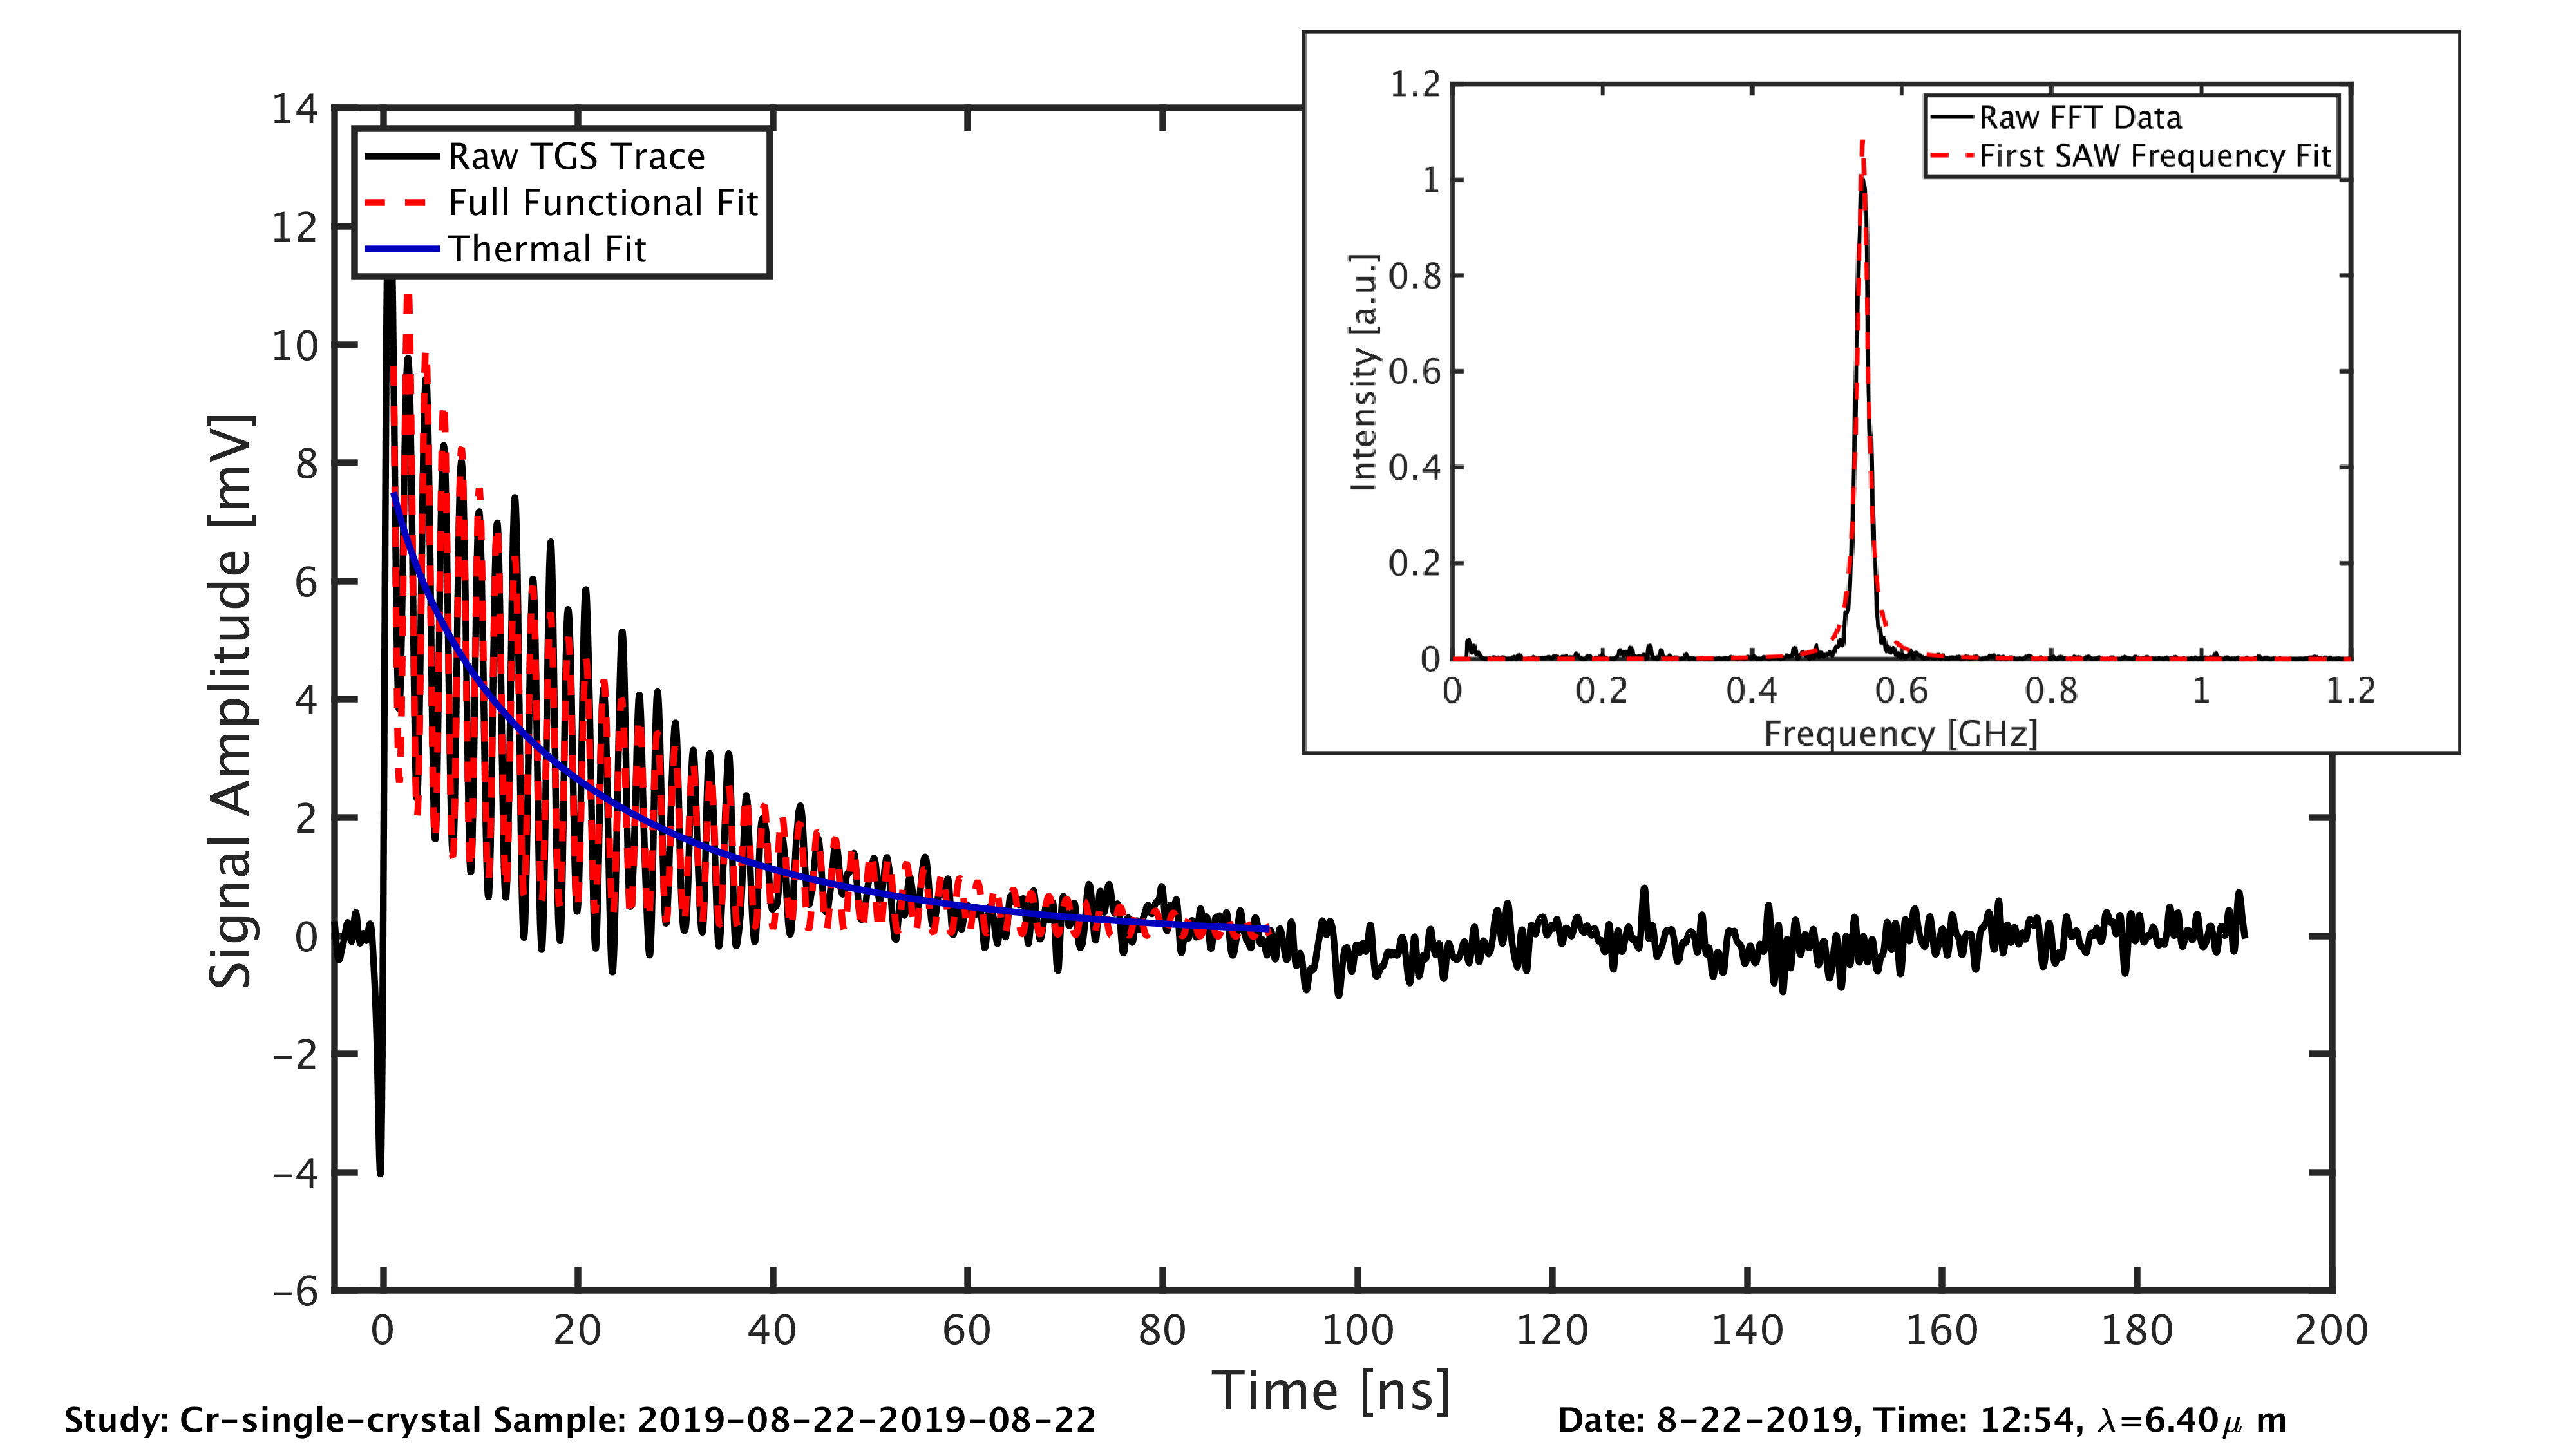 14
12
10
8
6
4
2
0
−2
−4
−6
Signal Amplitude [mV]
Raw TGS Trace
Full Functional Fit
Thermal Fit
0 20 40 60 80 100 120 140 160 180 200
Time [ns]
1.2
1
0.8
0.6
0.4
0.2
0
Intensity [a.u.]
Raw FFT Data
First SAW Frequency Fit
0 0.2 0.4 0.6 0.8 1 1.2
Frequency [GHz]
Study: Cr−single−crystal Sample: 2019−08−22−2019−08−22
Date: 8−22−2019, Time: 12:54, λ=6.40μ m